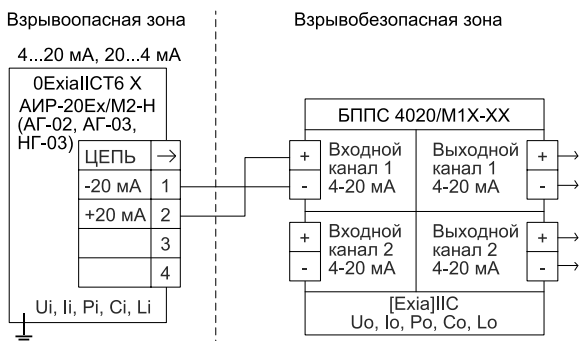 Взрывоопасная зона
Взрывобезопасная зона
4...20 мА, 20...4 мА
0ExiaIICT6 X
АИР-20Ex/М2-Н
(АГ-02, АГ-03,
НГ-03)
ЦЕПЬ →
-20 мА 1
+20 мА 2
3
4
Ui, Ii, Pi, Ci, Li
БППС 4020/М1Х-ХХ
+
-
Входной
канал 1
4-20 мА
Выходной
канал 1
4-20 мА
+
-
+
-
Входной
канал 2
4-20 мА
Выходной
канал 2
4-20 мА
+
-
[Exia]IIC
Uo, Io, Po, Co, Lo